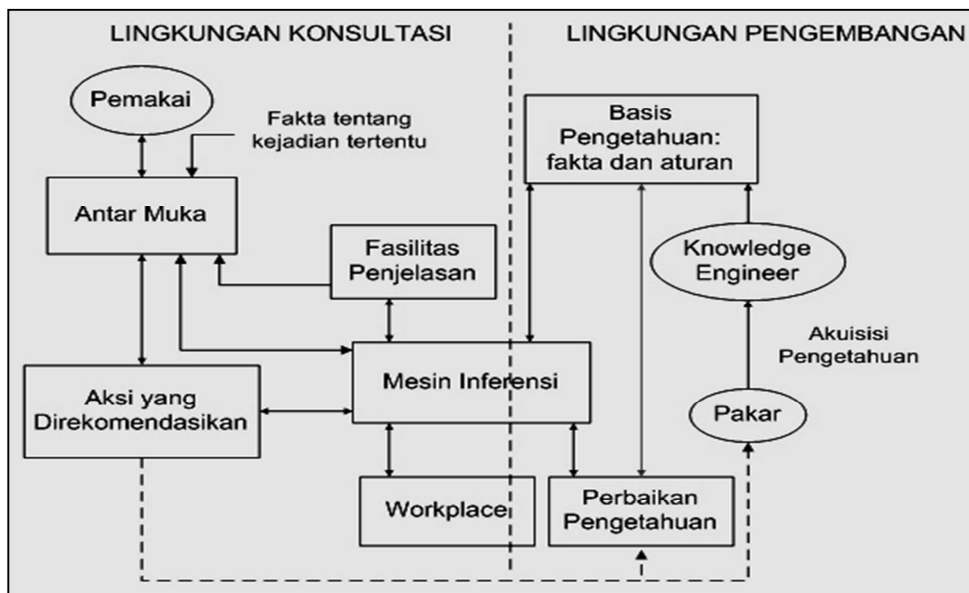 LINGKUNGAN KONSULTASI
LINGKUNGAN PENGEMBANGAN
Pemakai
Fakta tentang
kejadian tertentu
Basis
Pengetahuan:
fakta dan aturan
Antar Muka
Fasilitas
Penjelasan
Knowledge
Engineer
Akuisisi
Pengetahuan
Mesin Inferensi
Aksi yang
Direkomendasikan
Pakar
Workplace
Perbaikan
Pengetahuan